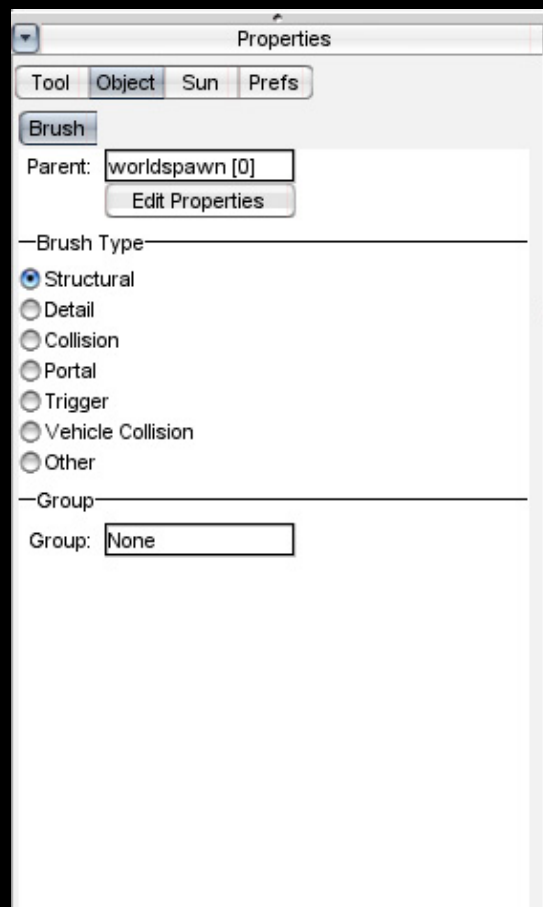 Properties
Tool Object Sun Prefs
Brush
Parent: worldspawn [0]
Edit Properties
Brush Type
Structural
Detail
Collision
Portal
Trigger
Vehicle Collision
Other
Group
Group: None